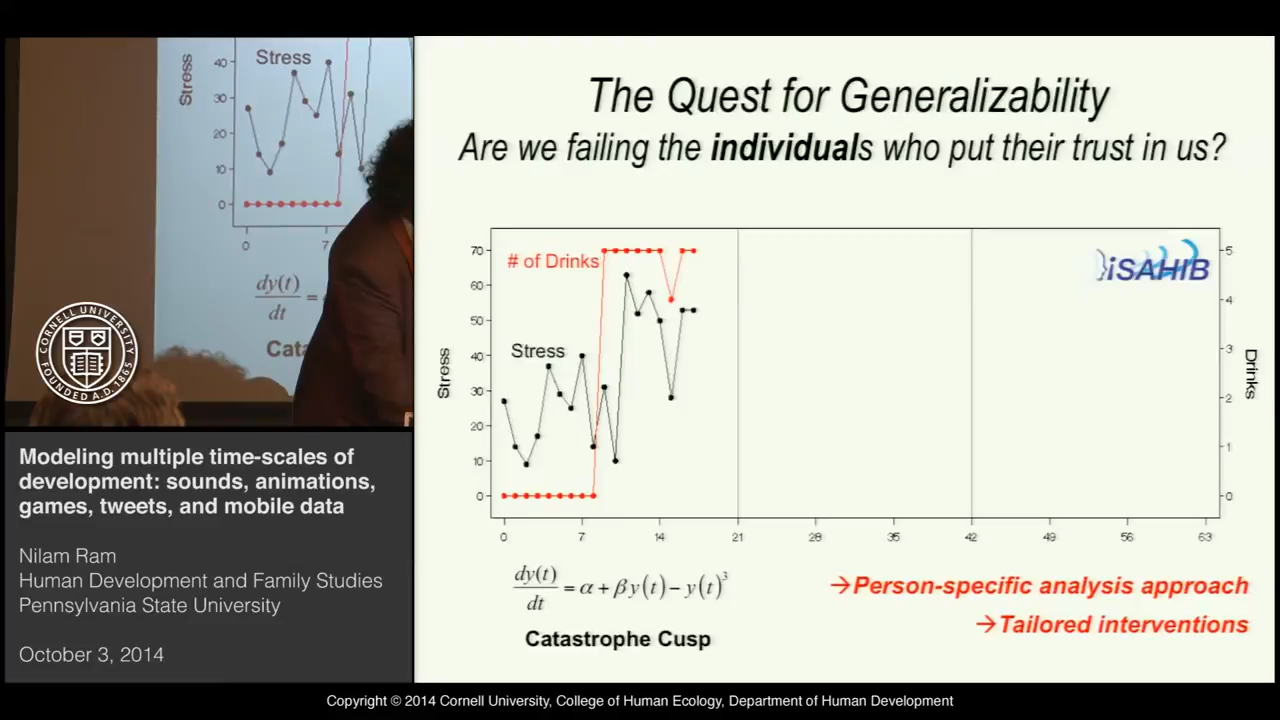 Stress
Stress
40
30
20
10
0
0
7
dy(t)
dt
=
Cata
CORNELL UNIVERSITY
FOUNDED A.D. 1865
Modeling multiple time-scales of
development: sounds, animations,
games, tweets, and mobile data
Nilam Ram
Human Development and Family Studies
Pennsylvania State University
October 3, 2014
The Quest for Generalizability
Are we failing the individuals who put their trust in us?
70
60
50
40
30
20
10
0
Stress
# of Drinks
Stress
iSAHIB
5
4
3
2
1
0
Drinks
0 7 14 21 28 35 42 49 56 63
dy(t)/dt = α + βy(t) − y(t)³
Catastrophe Cusp
→Person-specific analysis approach
→Tailored interventions
Copyright © 2014 Cornell University, College of Human Ecology, Department of Human Development